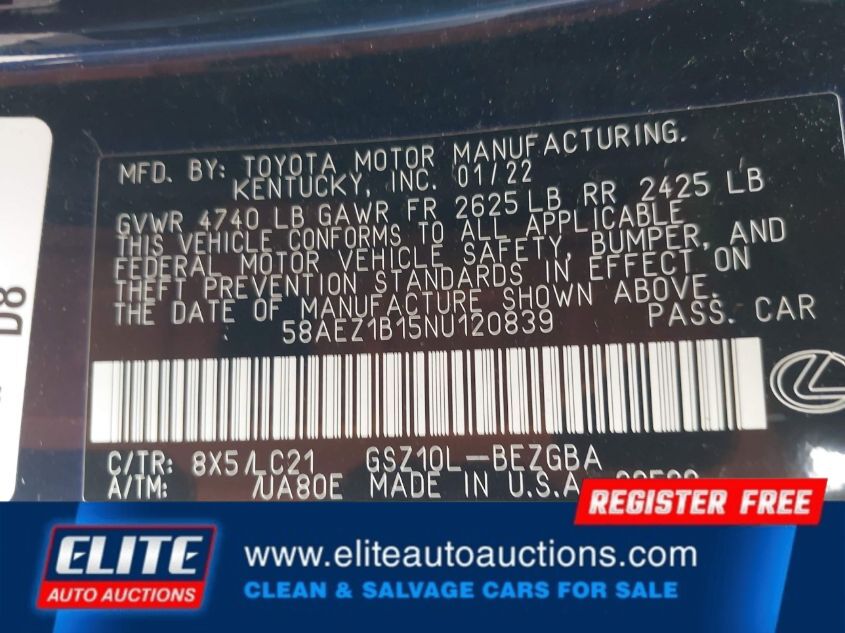 MFD. BY: TOYOTA MOTOR MANUFACTURING.
KENTUCKY, INC. 01/22
GVWR 4740 LB GAWR FR 2625 LB RR 2425 LB
THIS VEHICLE CONFORMS TO ALL APPLICABLE
FEDERAL MOTOR VEHICLE SAFETY, BUMPER, AND
THEFT PREVENTION STANDARDS IN EFFECT ON
THE DATE OF MANUFACTURE SHOWN ABOVE.
58AEZ1B15NU120839 PASS. CAR
C/TR: 8X5/LC21 GSZ10L-BEZGBA
A/TM: /UA80E MADE IN U.S.A.
D8
REGISTER FREE
ELITE
AUTO AUCTIONS
www.eliteautoauctions.com
CLEAN & SALVAGE CARS FOR SALE